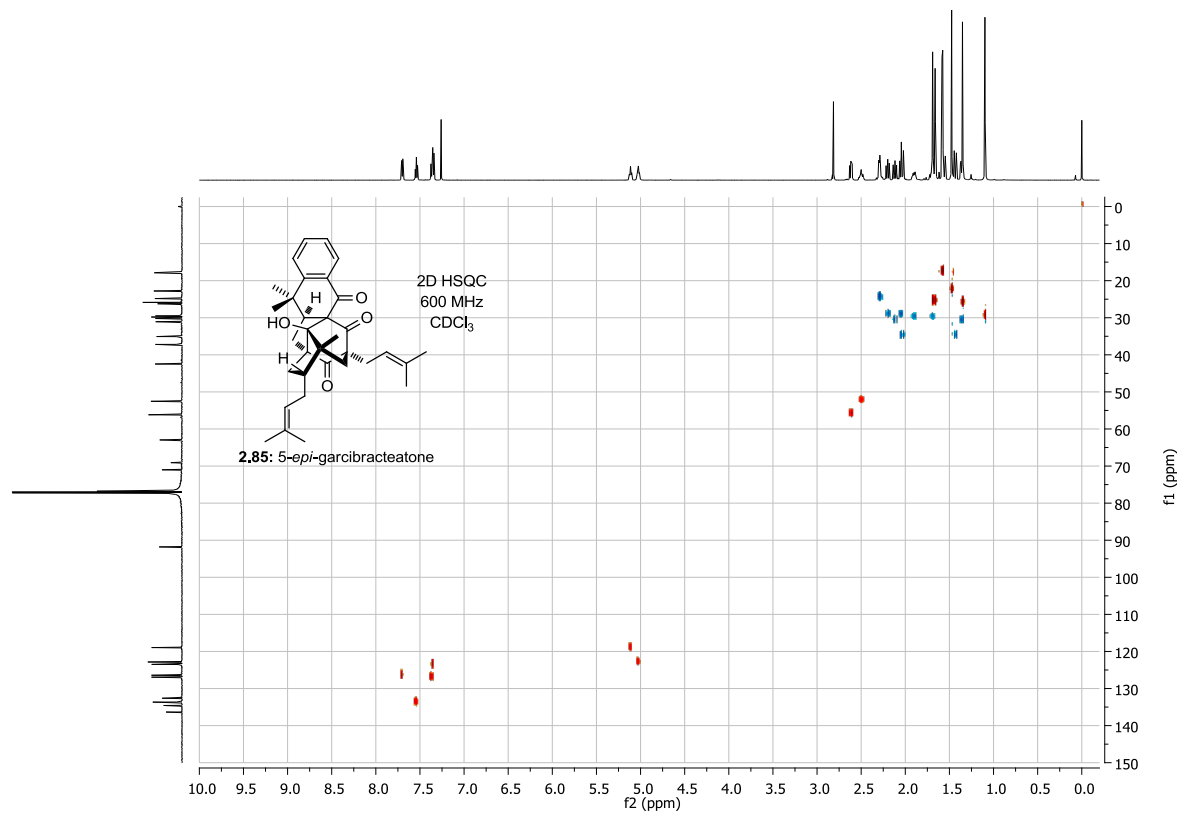 0
10
20
30
40
50
60
70
80
90
100
110
120
130
140
150
f1 (ppm)
2D HSQC
600 MHz
CDCl3
H
O
HO
O
H
O
2.85: 5-epi-garcibracteatone
10.0 9.5 9.0 8.5 8.0 7.5 7.0 6.5 6.0 5.5 5.0 4.5 4.0 3.5 3.0 2.5 2.0 1.5 1.0 0.5 0.0
f2 (ppm)